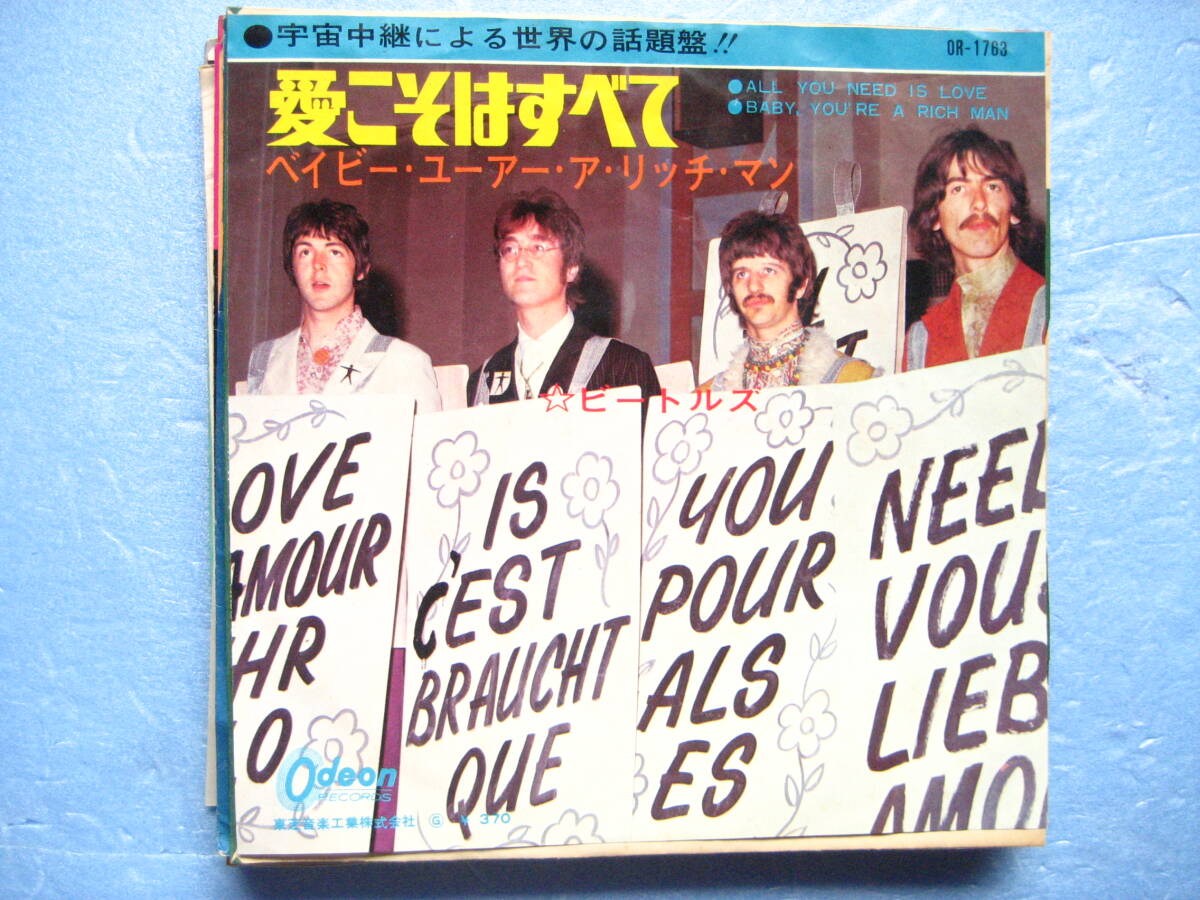 ●宇宙中継による世界の話題盤!!
OR-1763
愛こそはすべて
●ALL YOU NEED IS LOVE
●BABY, YOU'RE A RICH MAN
ベイビー・ユーアー・ア・リッチ・マン
☆ビートルズ
OVE
AMOUR
HR
LO
IS
C'EST
BRAUCHT
QUE
YOU
POUR
ALS
ES
NEED
VOUS
LIEB
AMO
Odeon
RECORDS
東芝音楽工業株式会社 Ⓖ ¥370